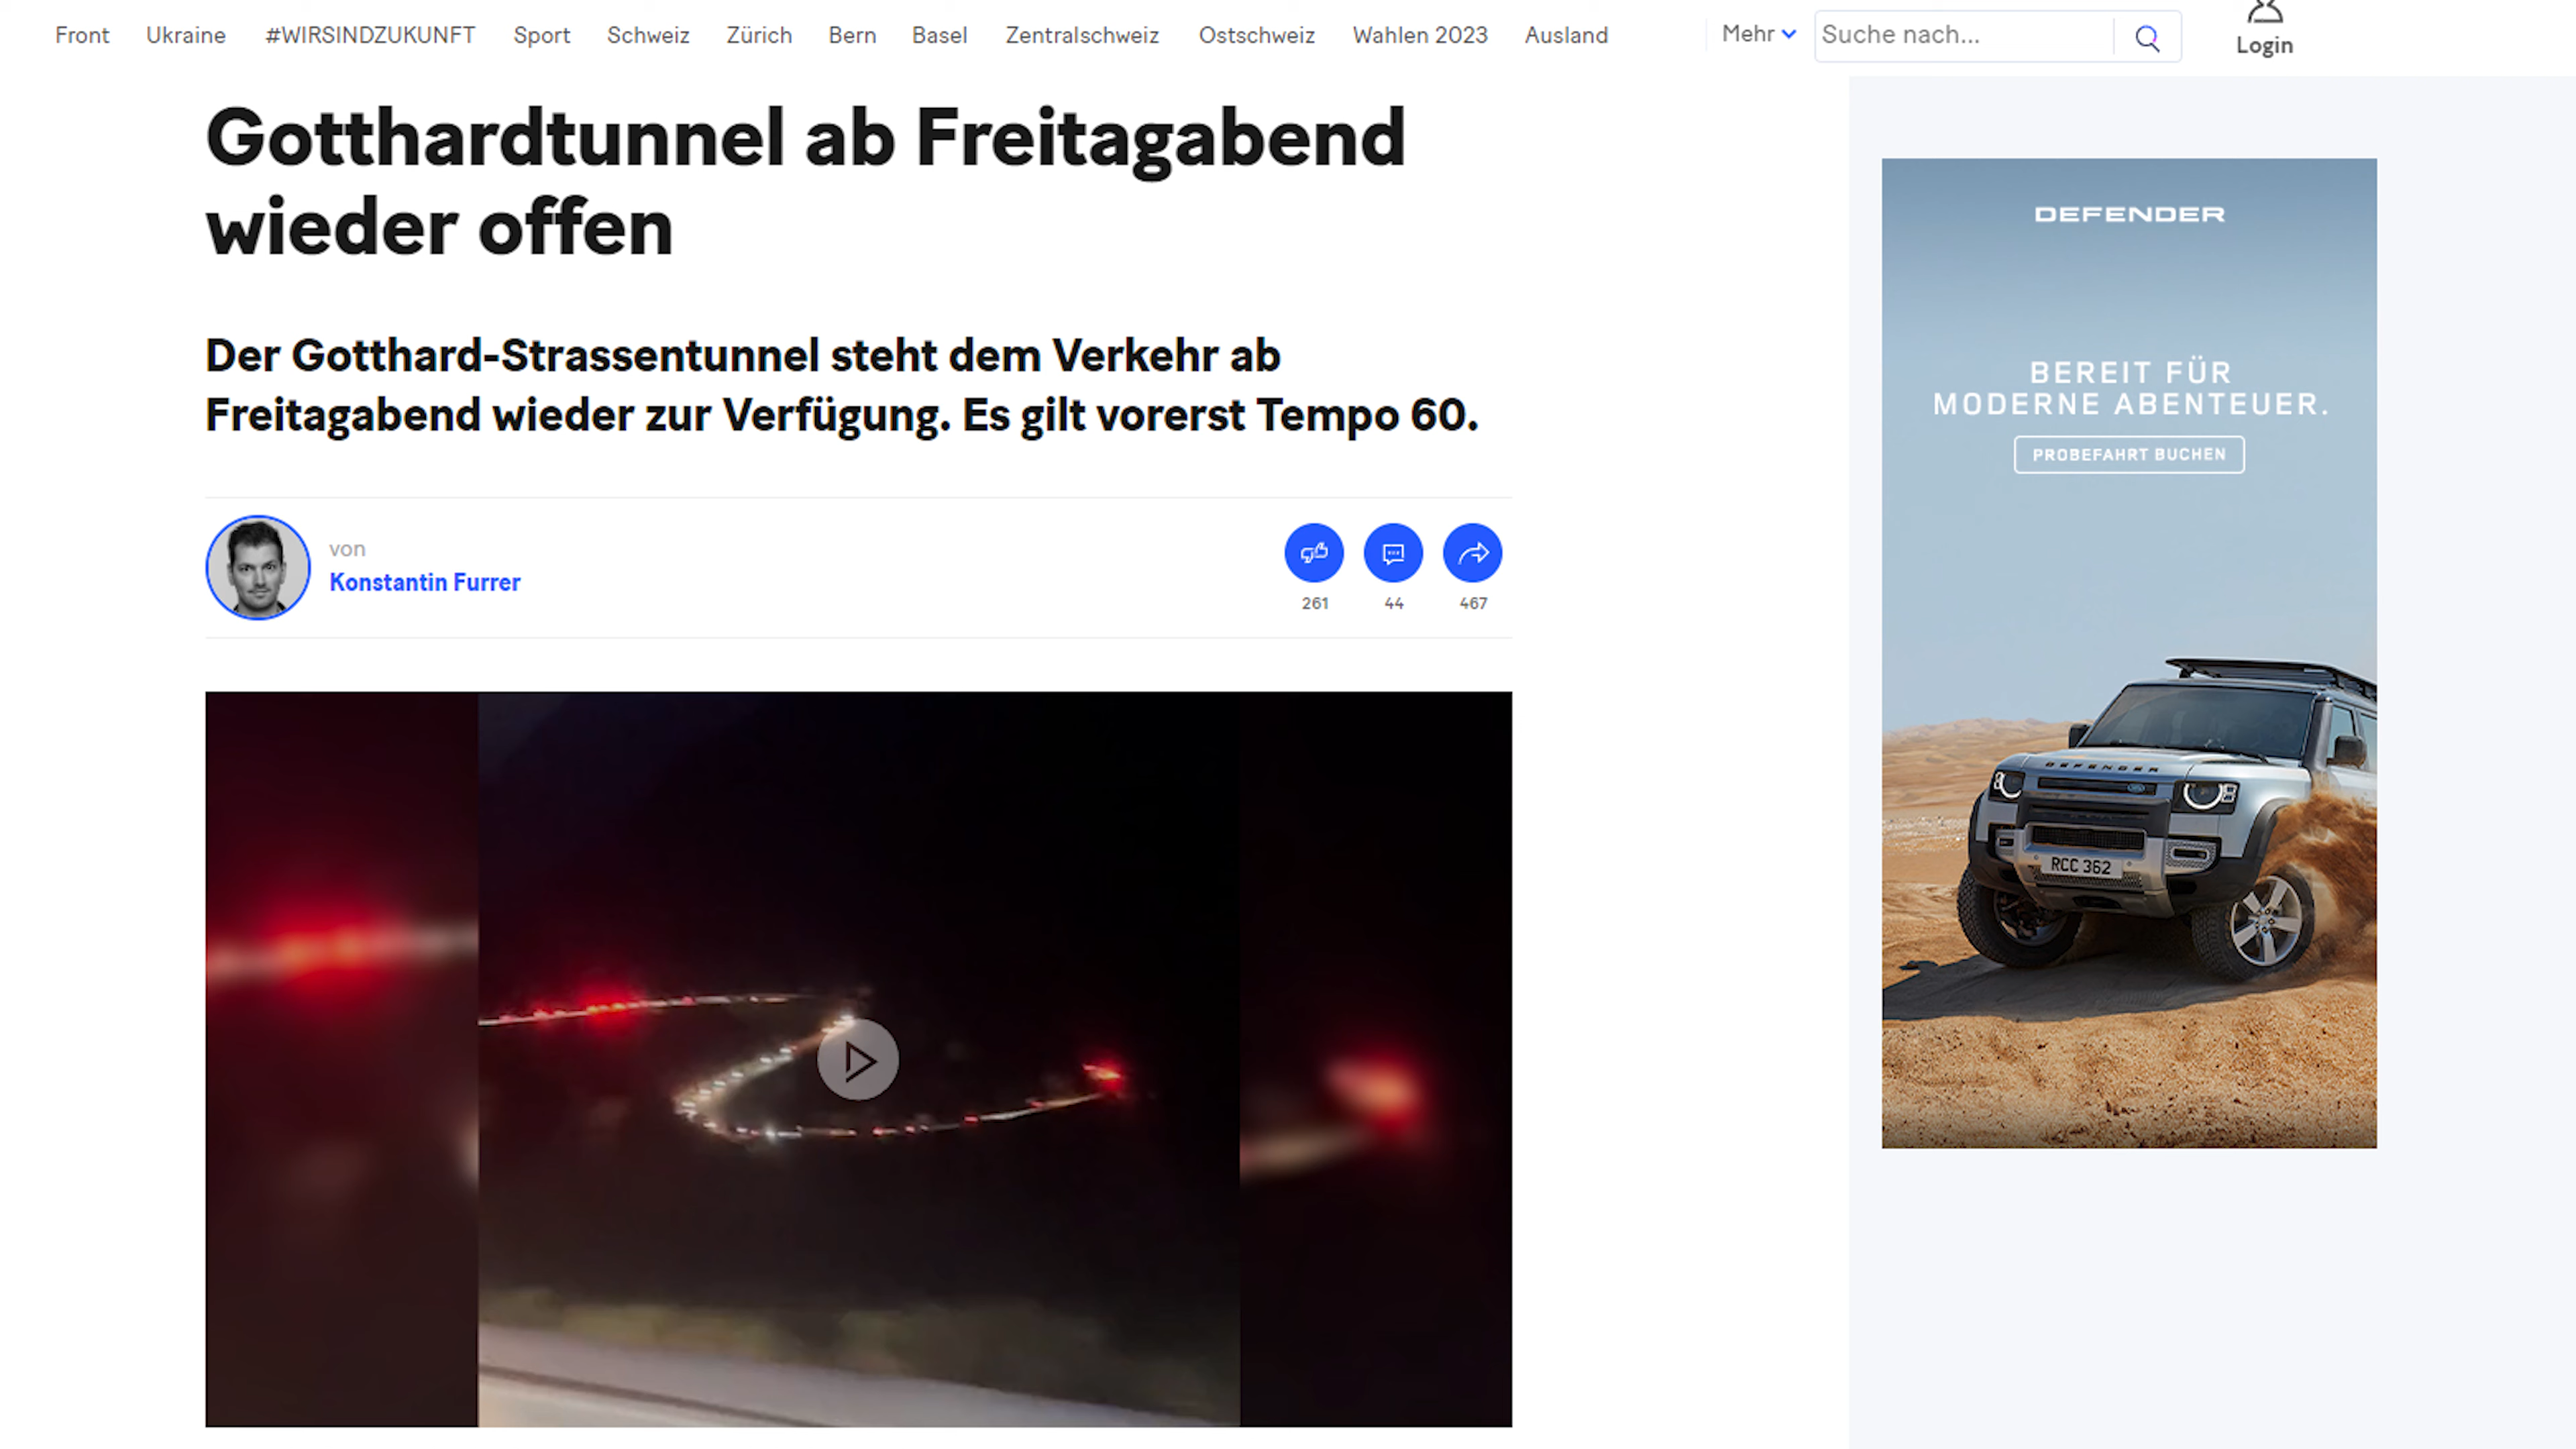 Front Ukraine #WIRSINDZUKUNFT Sport Schweiz Zürich Bern Basel Zentralschweiz Ostschweiz Wahlen 2023 Ausland Mehr Suche nach... Login
Gotthardtunnel ab Freitagabend
wieder offen
Der Gotthard-Strassentunnel steht dem Verkehr ab
Freitagabend wieder zur Verfügung. Es gilt vorerst Tempo 60.
von
Konstantin Furrer
261 44 467
DEFENDER
BEREIT FÜR
MODERNE ABENTEUER.
PROBEFAHRT BUCHEN
DEFENDER
RCC 362